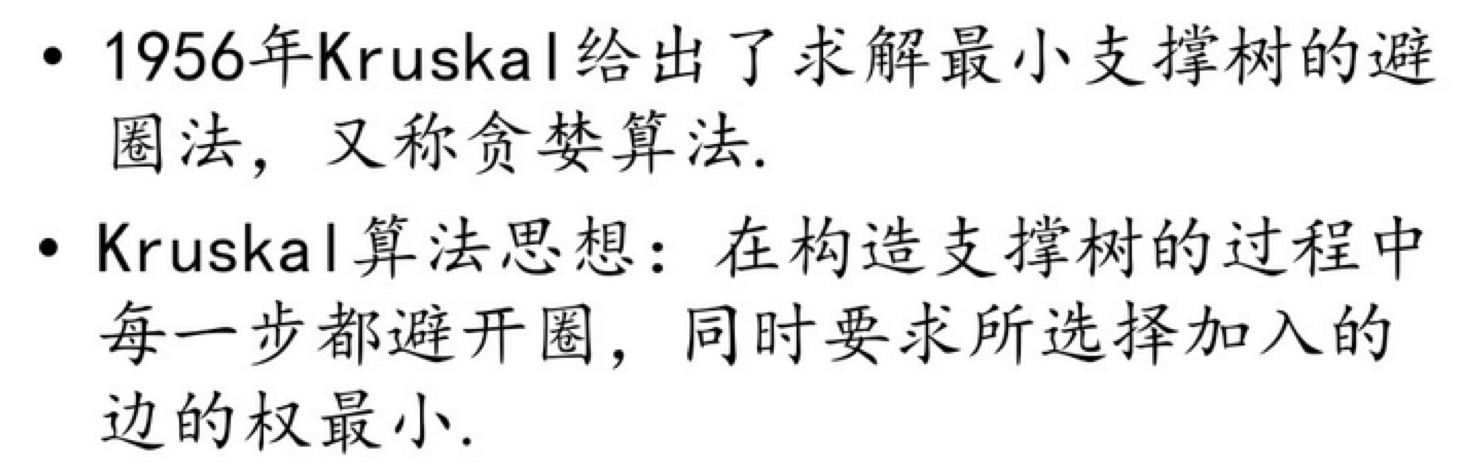 • 1956年Kruskal给出了求解最小支撑树的避
圈法，又称贪婪算法.
• Kruskal算法思想：在构造支撑树的过程中
每一步都避开圈，同时要求所选择加入的
边的权最小.